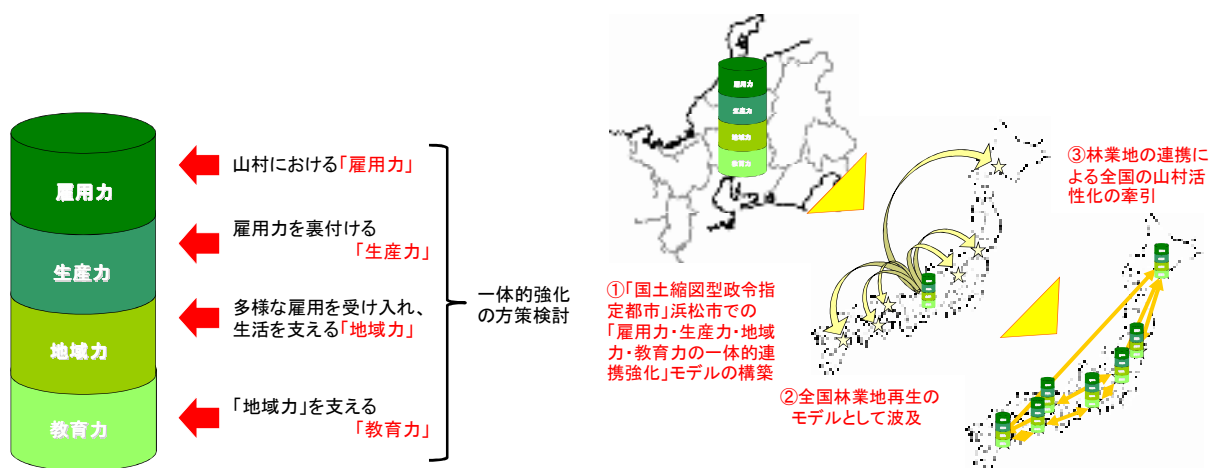 雇用力
生産力
地域力
教育力
山村における「雇用力」
雇用力を裏付ける
「生産力」
多様な雇用を受け入れ、
生活を支える「地域力」
「地域力」を支える
「教育力」
一体的強化
の方策検討
雇用力
生産力
地域力
教育力
①「国土縮図型政令指
定都市」浜松市での
「雇用力・生産力・地域
力・教育力の一体的連
携強化」モデルの構築
②全国林業地再生の
モデルとして波及
③林業地の連携に
よる全国の山村活
性化の牽引